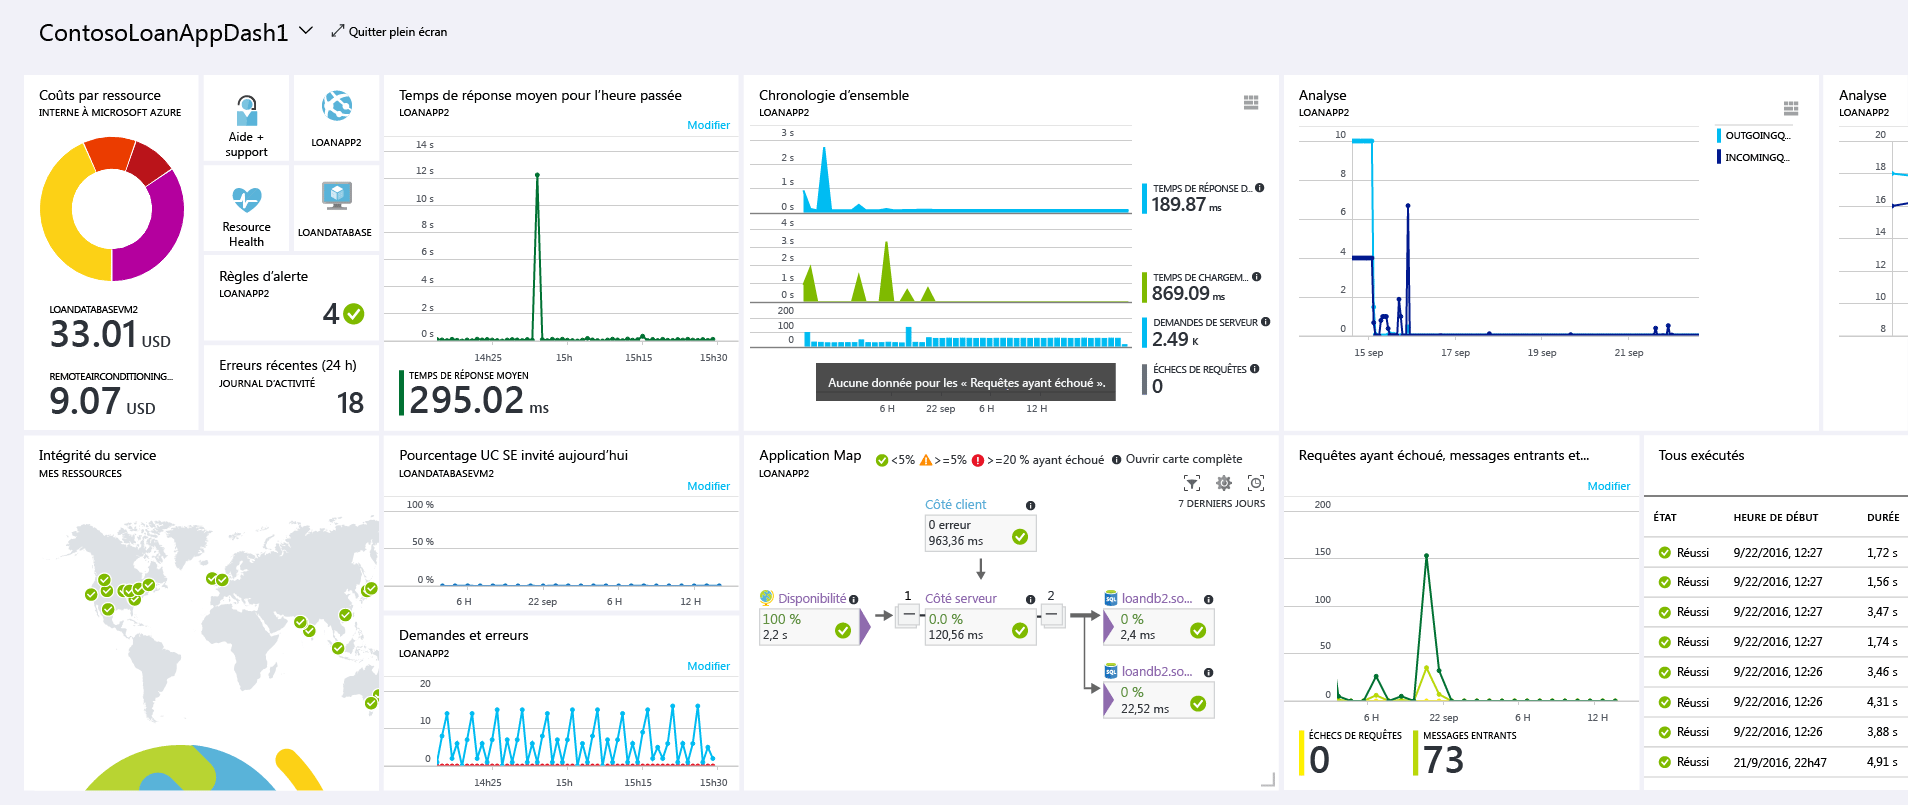 ContosoLoanAppDash1
Quitter plein écran
Coûts par ressource
INTERNE À MICROSOFT AZURE
LOANDATABASEVM2
33.01 USD
REMOTEAIRCONDITIONING...
9.07 USD
Aide +
support
LOANAPP2
Resource
Health
LOANDATABASE
Règles d’alerte
LOANAPP2
4
Erreurs récentes (24 h)
JOURNAL D’ACTIVITÉ
18
Temps de réponse moyen pour l’heure passée
LOANAPP2
Modifier
14 s
12 s
10 s
8 s
6 s
4 s
2 s
0 s
14h25
15h
15h15
15h30
TEMPS DE RÉPONSE MOYEN
295.02 ms
Chronologie d’ensemble
LOANAPP2
3 s
2 s
1 s
0 s
4 s
3 s
2 s
1 s
0 s
200
100
0
Aucune donnée pour les « Requêtes ayant échoué ».
6 H
22 sep
6 H
12 H
TEMPS DE RÉPONSE D...
189.87 ms
TEMPS DE CHARGEM...
869.09 ms
DEMANDES DE SERVEUR
2.49 K
ÉCHECS DE REQUÊTES
0
Analyse
LOANAPP2
10
8
6
4
2
0
15 sep
17 sep
19 sep
21 sep
OUTGOINGQ...
INCOMINGQ...
Analyse
LOANAPP2
20
18
16
14
12
10
8
Intégrité du service
MES RESSOURCES
Pourcentage UC SE invité aujourd’hui
LOANDATABASEVM2
Modifier
100 %
50 %
0 %
6 H
22 sep
6 H
12 H
Demandes et erreurs
LOANAPP2
Modifier
20
10
0
14h25
15h
15h15
15h30
Application Map
LOANAPP2
<5% >=5% >=20 % ayant échoué
Ouvrir carte complète
7 DERNIERS JOURS
Côté client
0 erreur
963,36 ms
Disponibilité
100 %
2,2 s
1
Côté serveur
0.0 %
120,56 ms
2
loandb2.so...
0 %
2,4 ms
loandb2.so...
0 %
22,52 ms
Requêtes ayant échoué, messages entrants et...
Modifier
200
150
100
50
0
6 H
22 sep
6 H
12 H
ÉCHECS DE REQUÊTES
0
MESSAGES ENTRANTS
73
Tous exécutés
ÉTAT HEURE DE DÉBUT DURÉE
Réussi 9/22/2016, 12:27 1,72 s
Réussi 9/22/2016, 12:27 1,56 s
Réussi 9/22/2016, 12:27 3,47 s
Réussi 9/22/2016, 12:27 1,74 s
Réussi 9/22/2016, 12:26 3,46 s
Réussi 9/22/2016, 12:26 4,31 s
Réussi 9/22/2016, 12:26 3,88 s
Réussi 21/9/2016, 22h47 4,91 s